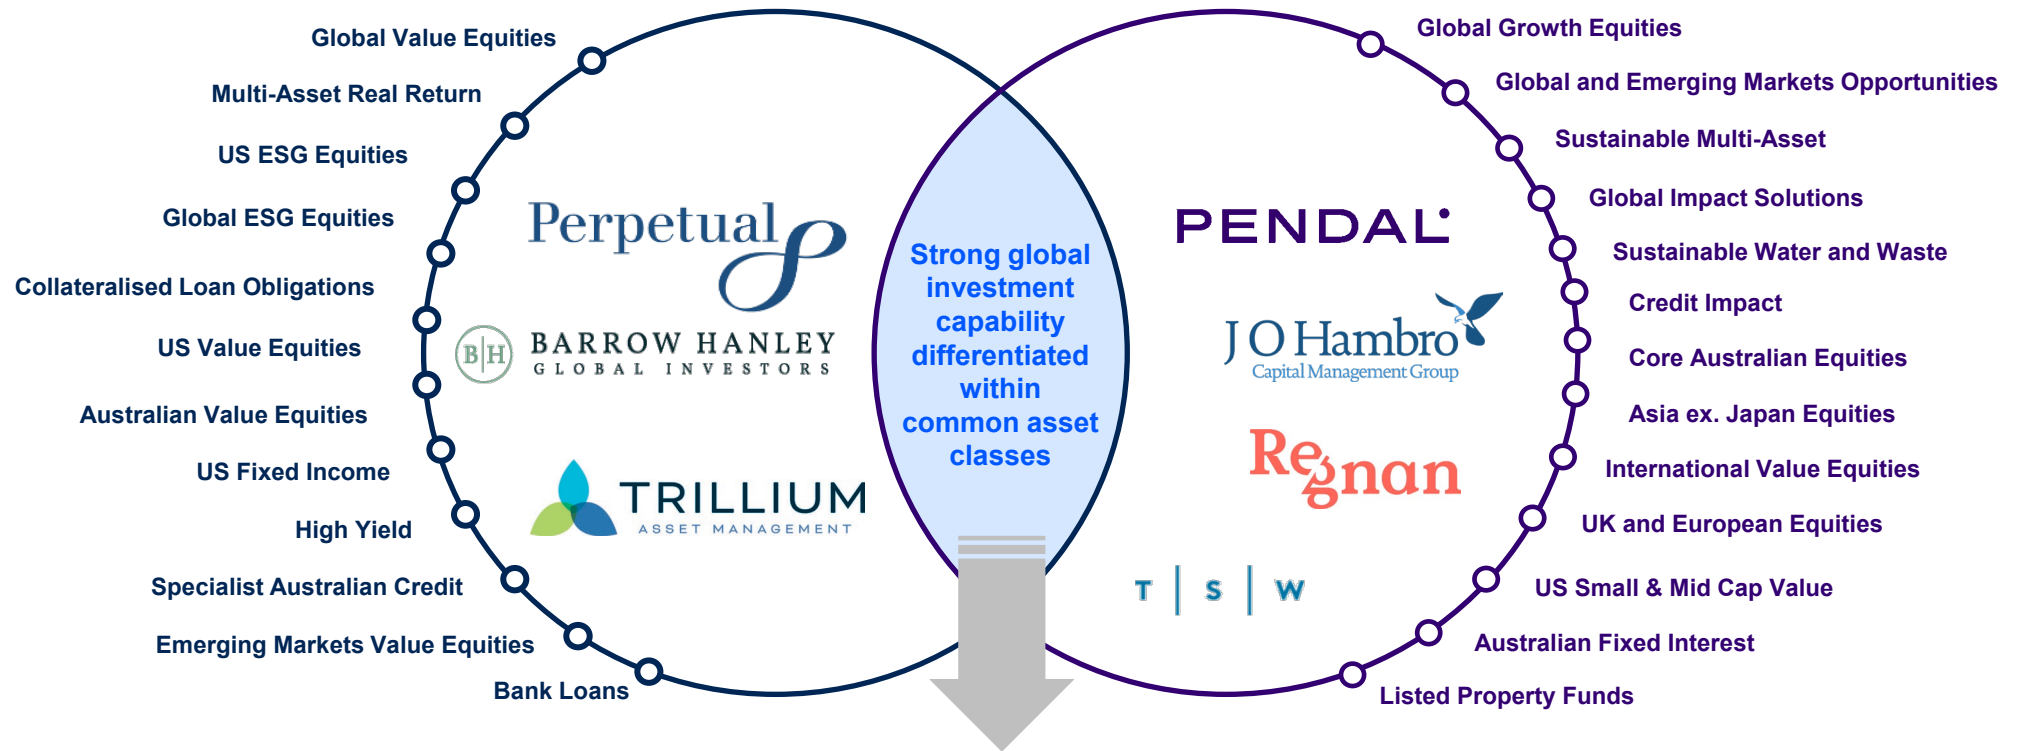 Global Value Equities
Multi-Asset Real Return
US ESG Equities
Global ESG Equities
Collateralised Loan Obligations
US Value Equities
Australian Value Equities
US Fixed Income
High Yield
Specialist Australian Credit
Emerging Markets Value Equities
Bank Loans
Perpetual
B|H
BARROW HANLEY
GLOBAL INVESTORS
TRILLIUM
ASSET MANAGEMENT
Strong global
investment
capability
differentiated
within
common asset
classes
PENDAL
J O Hambro
Capital Management Group
Regnan
T | S | W
Global Growth Equities
Global and Emerging Markets Opportunities
Sustainable Multi-Asset
Global Impact Solutions
Sustainable Water and Waste
Credit Impact
Core Australian Equities
Asia ex. Japan Equities
International Value Equities
UK and European Equities
US Small & Mid Cap Value
Australian Fixed Interest
Listed Property Funds